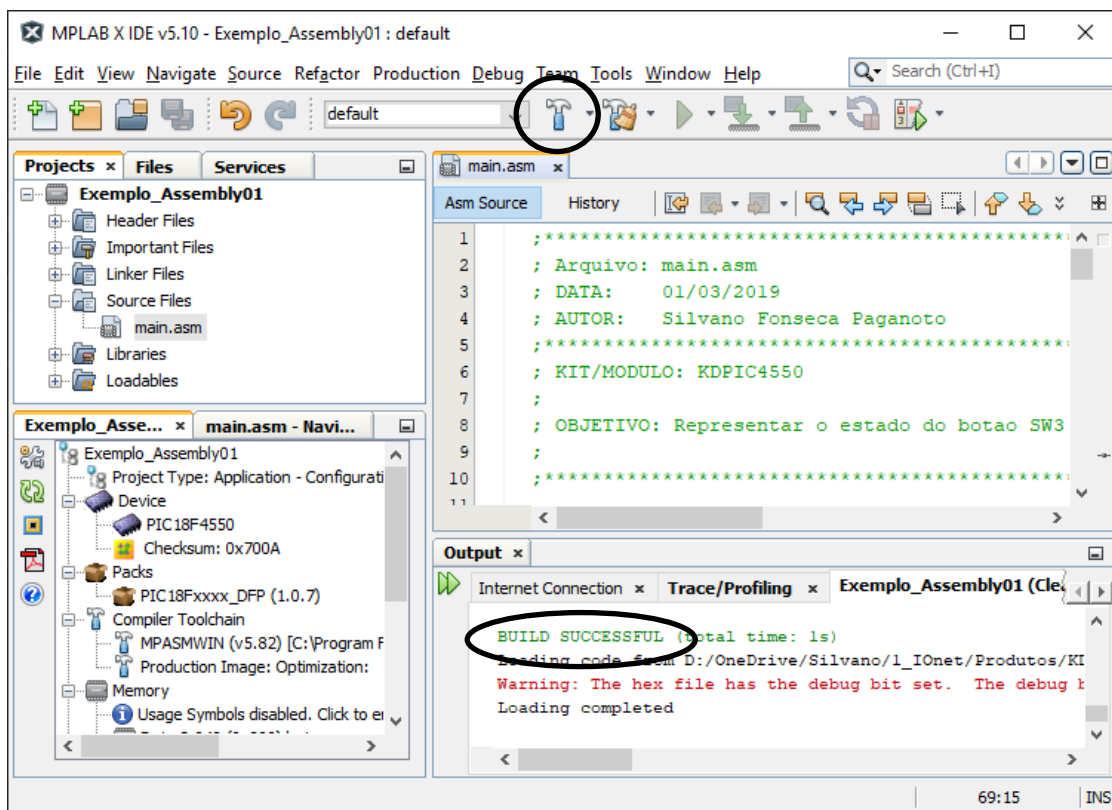 MPLAB X IDE v5.10 - Exemplo_Assembly01 : default
File Edit View Navigate Source Refactor Production Debug Team Tools Window Help
Search (Ctrl+I)
default
Projects Files Services
Exemplo_Assembly01
Header Files
Important Files
Linker Files
Source Files
main.asm
Libraries
Loadables
Exemplo_Asse... main.asm - Navi...
Exemplo_Assembly01
Project Type: Application - Configurati
Device
PIC18F4550
Checksum: 0x700A
Packs
PIC18Fxxxx_DFP (1.0.7)
Compiler Toolchain
MPASMWIN (v5.82) [C:\Program F
Production Image: Optimization:
Memory
Usage Symbols disabled. Click to e
main.asm
Asm Source History
1 ;*********************************************
2 ; Arquivo: main.asm
3 ; DATA: 01/03/2019
4 ; AUTOR: Silvano Fonseca Paganoto
5 ;*********************************************
6 ; KIT/MODULO: KDPIC4550
7 ;
8 ; OBJETIVO: Representar o estado do botao SW3
9 ;
10 ;*********************************************
11
Output
Internet Connection Trace/Profiling Exemplo_Assembly01 (Clea
BUILD SUCCESSFUL (total time: 1s)
Loading code from D:/OneDrive/Silvano/1_IOnet/Produtos/KD
Warning: The hex file has the debug bit set. The debug b
Loading completed
69:15 INS